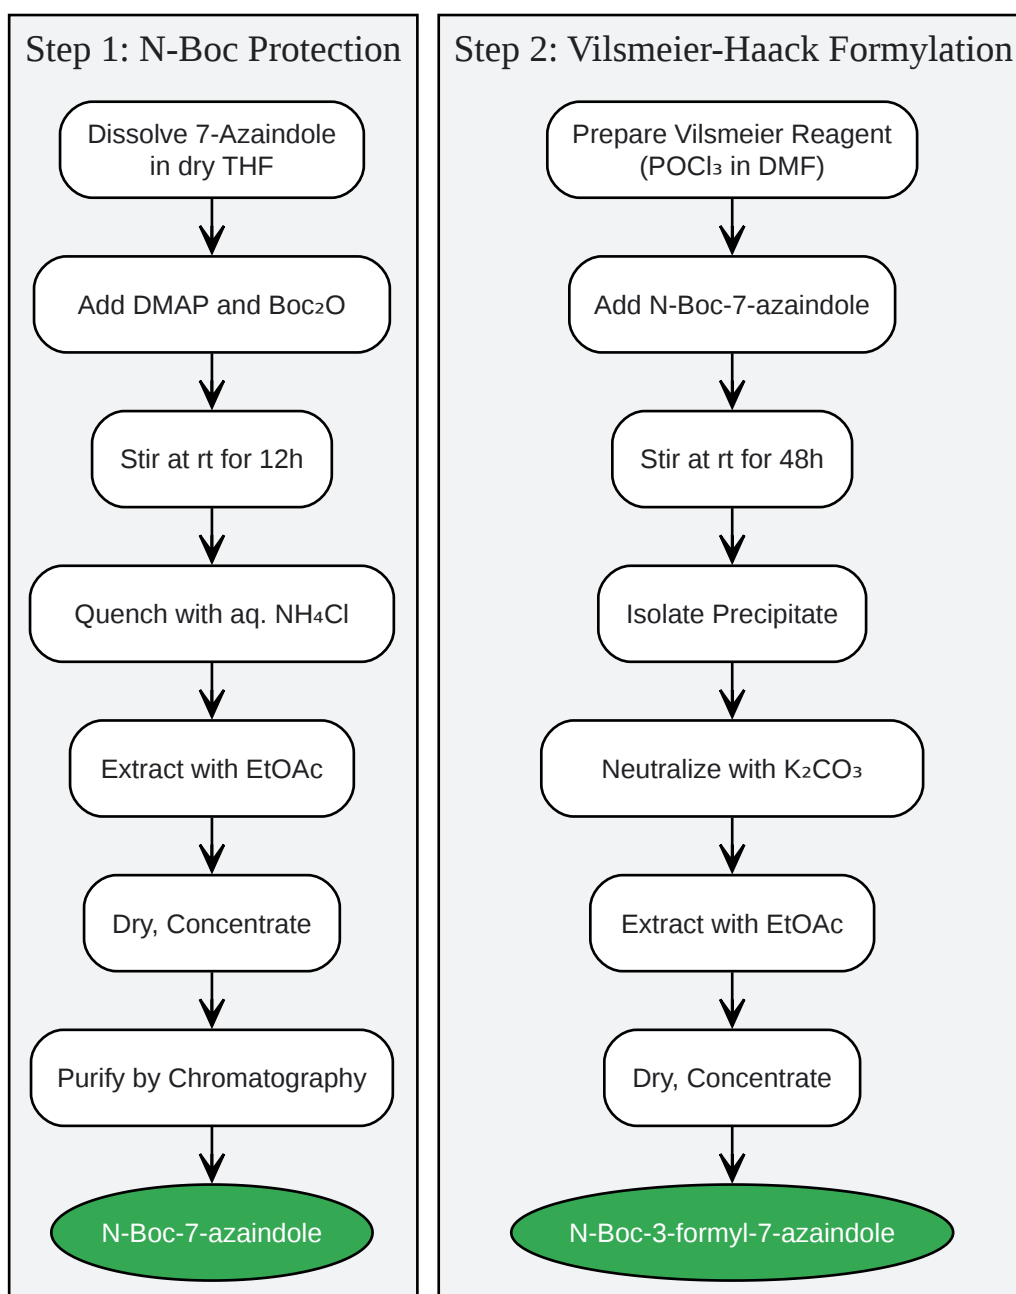 Step 1: N-Boc Protection
Dissolve 7-Azaindole
in dry THF
Add DMAP and Boc₂O
Stir at rt for 12h
Quench with aq. NH₄Cl
Extract with EtOAc
Dry, Concentrate
Purify by Chromatography
N-Boc-7-azaindole
Step 2: Vilsmeier-Haack Formylation
Prepare Vilsmeier Reagent
(POCl₃ in DMF)
Add N-Boc-7-azaindole
Stir at rt for 48h
Isolate Precipitate
Neutralize with K₂CO₃
Extract with EtOAc
Dry, Concentrate
N-Boc-3-formyl-7-azaindole